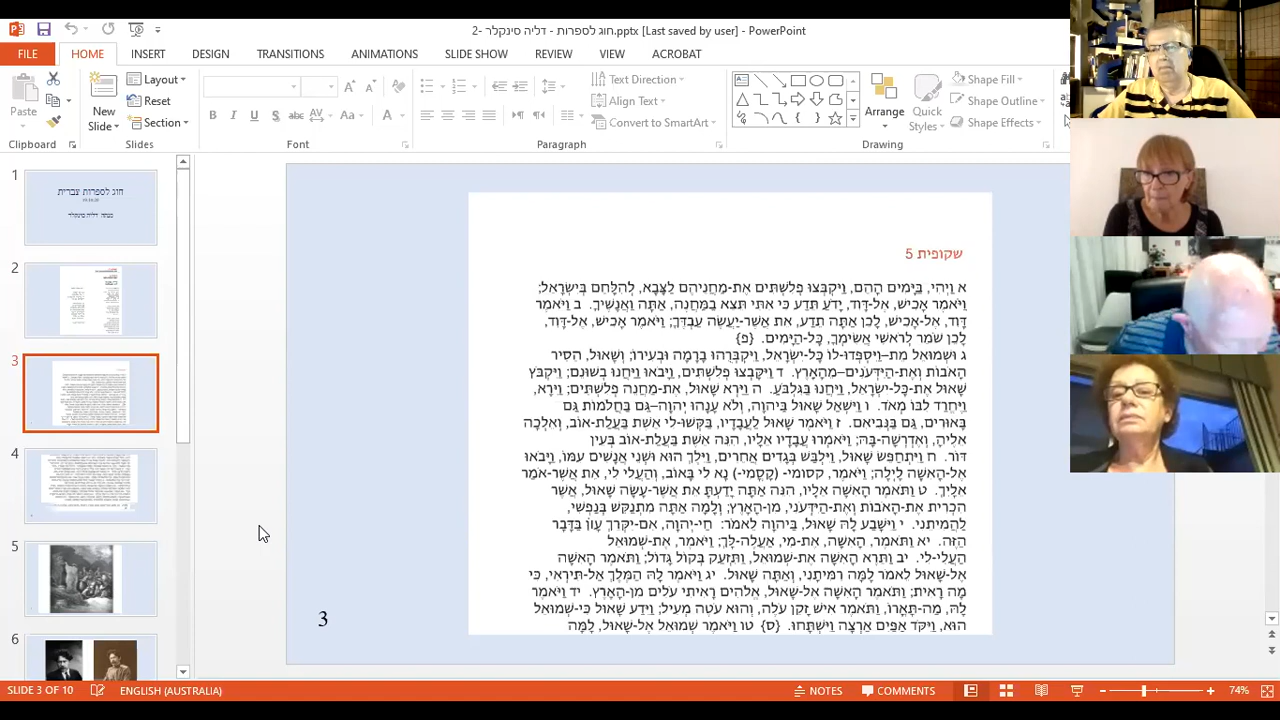 2- חוג לספרות - דליה סינקלר.pptx [Last saved by user] - PowerPoint
FILE HOME INSERT DESIGN TRANSITIONS ANIMATIONS SLIDE SHOW REVIEW VIEW ACROBAT
Layout Text Direction Shape Fill
Paste New Slide Reset Align Text Arrange Quick Styles Shape Outline
Section Convert to SmartArt Shape Effects
Clipboard Slides Font Paragraph Drawing
1
חוג לספרות עברית
2
3
4
5
6
שקופית 5
א וַיְהִי, בַּיָּמִים הָהֵם, וַיִּקְבְּצוּ פְלִשְׁתִּים אֶת-מַחֲנֵיהֶם לַצָּבָא, לְהִלָּחֵם בְּיִשְׂרָאֵל;
וַיֹּאמֶר אָכִישׁ, אֶל-דָּוִד, יָדֹעַ תֵּדַע כִּי אִתִּי תֵּצֵא בַמַּחֲנֶה, אַתָּה וַאֲנָשֶׁיךָ. ב וַיֹּאמֶר
דָּוִד, אֶל-אָכִישׁ, לָכֵן אַתָּה תֵדַע, אֵת אֲשֶׁר-יַעֲשֶׂה עַבְדֶּךָ; וַיֹּאמֶר אָכִישׁ, אֶל-דָּוִד,
לָכֵן שֹׁמֵר לְרֹאשִׁי אֲשִׂימְךָ, כָּל-הַיָּמִים. {פ}
ג וּשְׁמוּאֵל מֵת--וַיִּסְפְּדוּ-לוֹ כָּל-יִשְׂרָאֵל, וַיִּקְבְּרֻהוּ בָרָמָה וּבְעִירוֹ; וְשָׁאוּל, הֵסִיר
הָאֹבוֹת וְאֶת-הַיִּדְּעֹנִים--מֵהָאָרֶץ. ד וַיִּקָּבְצוּ פְלִשְׁתִּים, וַיָּבֹאוּ וַיַּחֲנוּ בְשׁוּנֵם; וַיִּקְבֹּץ
שָׁאוּל אֶת-כָּל-יִשְׂרָאֵל, וַיַּחֲנוּ בַּגִּלְבֹּעַ. ה וַיַּרְא שָׁאוּל, אֶת-מַחֲנֵה פְלִשְׁתִּים; וַיִּרָא,
וַיֶּחֱרַד לִבּוֹ מְאֹד. ו וַיִּשְׁאַל שָׁאוּל בַּיהוָה, וְלֹא עָנָהוּ יְהוָה--גַּם בַּחֲלֹמוֹת גַּם
בָּאוּרִים, גַּם בַּנְּבִיאִם. ז וַיֹּאמֶר שָׁאוּל לַעֲבָדָיו, בַּקְּשׁוּ-לִי אֵשֶׁת בַּעֲלַת-אוֹב, וְאֵלְכָה
אֵלֶיהָ, וְאֶדְרְשָׁה-בָּהּ; וַיֹּאמְרוּ עֲבָדָיו אֵלָיו, הִנֵּה אֵשֶׁת בַּעֲלַת-אוֹב בְּעֵין
דּוֹר. ח וַיִּתְחַפֵּשׂ שָׁאוּל, וַיִּלְבַּשׁ בְּגָדִים אֲחֵרִים, וַיֵּלֶךְ הוּא וּשְׁנֵי אֲנָשִׁים עִמּוֹ, וַיָּבֹאוּ
אֶל-הָאִשָּׁה לָיְלָה; וַיֹּאמֶר, קסומי- (קָסֳמִי-) נָא לִי בָּאוֹב, וְהַעֲלִי לִי, אֵת אֲשֶׁר-אֹמַר
אֵלָיִךְ. ט וַתֹּאמֶר הָאִשָּׁה אֵלָיו, הִנֵּה אַתָּה יָדַעְתָּ אֵת אֲשֶׁר-עָשָׂה שָׁאוּל, אֲשֶׁר
הִכְרִית אֶת-הָאֹבוֹת וְאֶת-הַיִּדְּעֹנִי, מִן-הָאָרֶץ; וְלָמָה אַתָּה מִתְנַקֵּשׁ בְּנַפְשִׁי,
לַהֲמִיתֵנִי. י וַיִּשָּׁבַע לָהּ שָׁאוּל, בַּיהוָה לֵאמֹר: חַי-יְהוָה, אִם-יִקְּרֵךְ עָוֺן בַּדָּבָר
הַזֶּה. יא וַתֹּאמֶר, הָאִשָּׁה, אֶת-מִי, אַעֲלֶה-לָּךְ; וַיֹּאמֶר, אֶת-שְׁמוּאֵל
הַעֲלִי-לִי. יב וַתֵּרֶא הָאִשָּׁה אֶת-שְׁמוּאֵל, וַתִּזְעַק בְּקוֹל גָּדוֹל; וַתֹּאמֶר הָאִשָּׁה
אֶל-שָׁאוּל לֵאמֹר לָמָּה רִמִּיתָנִי, וְאַתָּה שָׁאוּל. יג וַיֹּאמֶר לָהּ הַמֶּלֶךְ אַל-תִּירְאִי, כִּי
מָה רָאִית; וַתֹּאמֶר הָאִשָּׁה אֶל-שָׁאוּל, אֱלֹהִים רָאִיתִי עֹלִים מִן-הָאָרֶץ. יד וַיֹּאמֶר
לָהּ, מַה-תָּאֳרוֹ, וַתֹּאמֶר אִישׁ זָקֵן עֹלֶה, וְהוּא עֹטֶה מְעִיל; וַיֵּדַע שָׁאוּל כִּי-שְׁמוּאֵל
הוּא, וַיִּקֹּד אַפַּיִם אַרְצָה וַיִּשְׁתָּחוּ. {ס} טו וַיֹּאמֶר שְׁמוּאֵל אֶל-שָׁאוּל, לָמָּה
3
SLIDE 3 OF 10 ENGLISH (AUSTRALIA) NOTES COMMENTS 74%